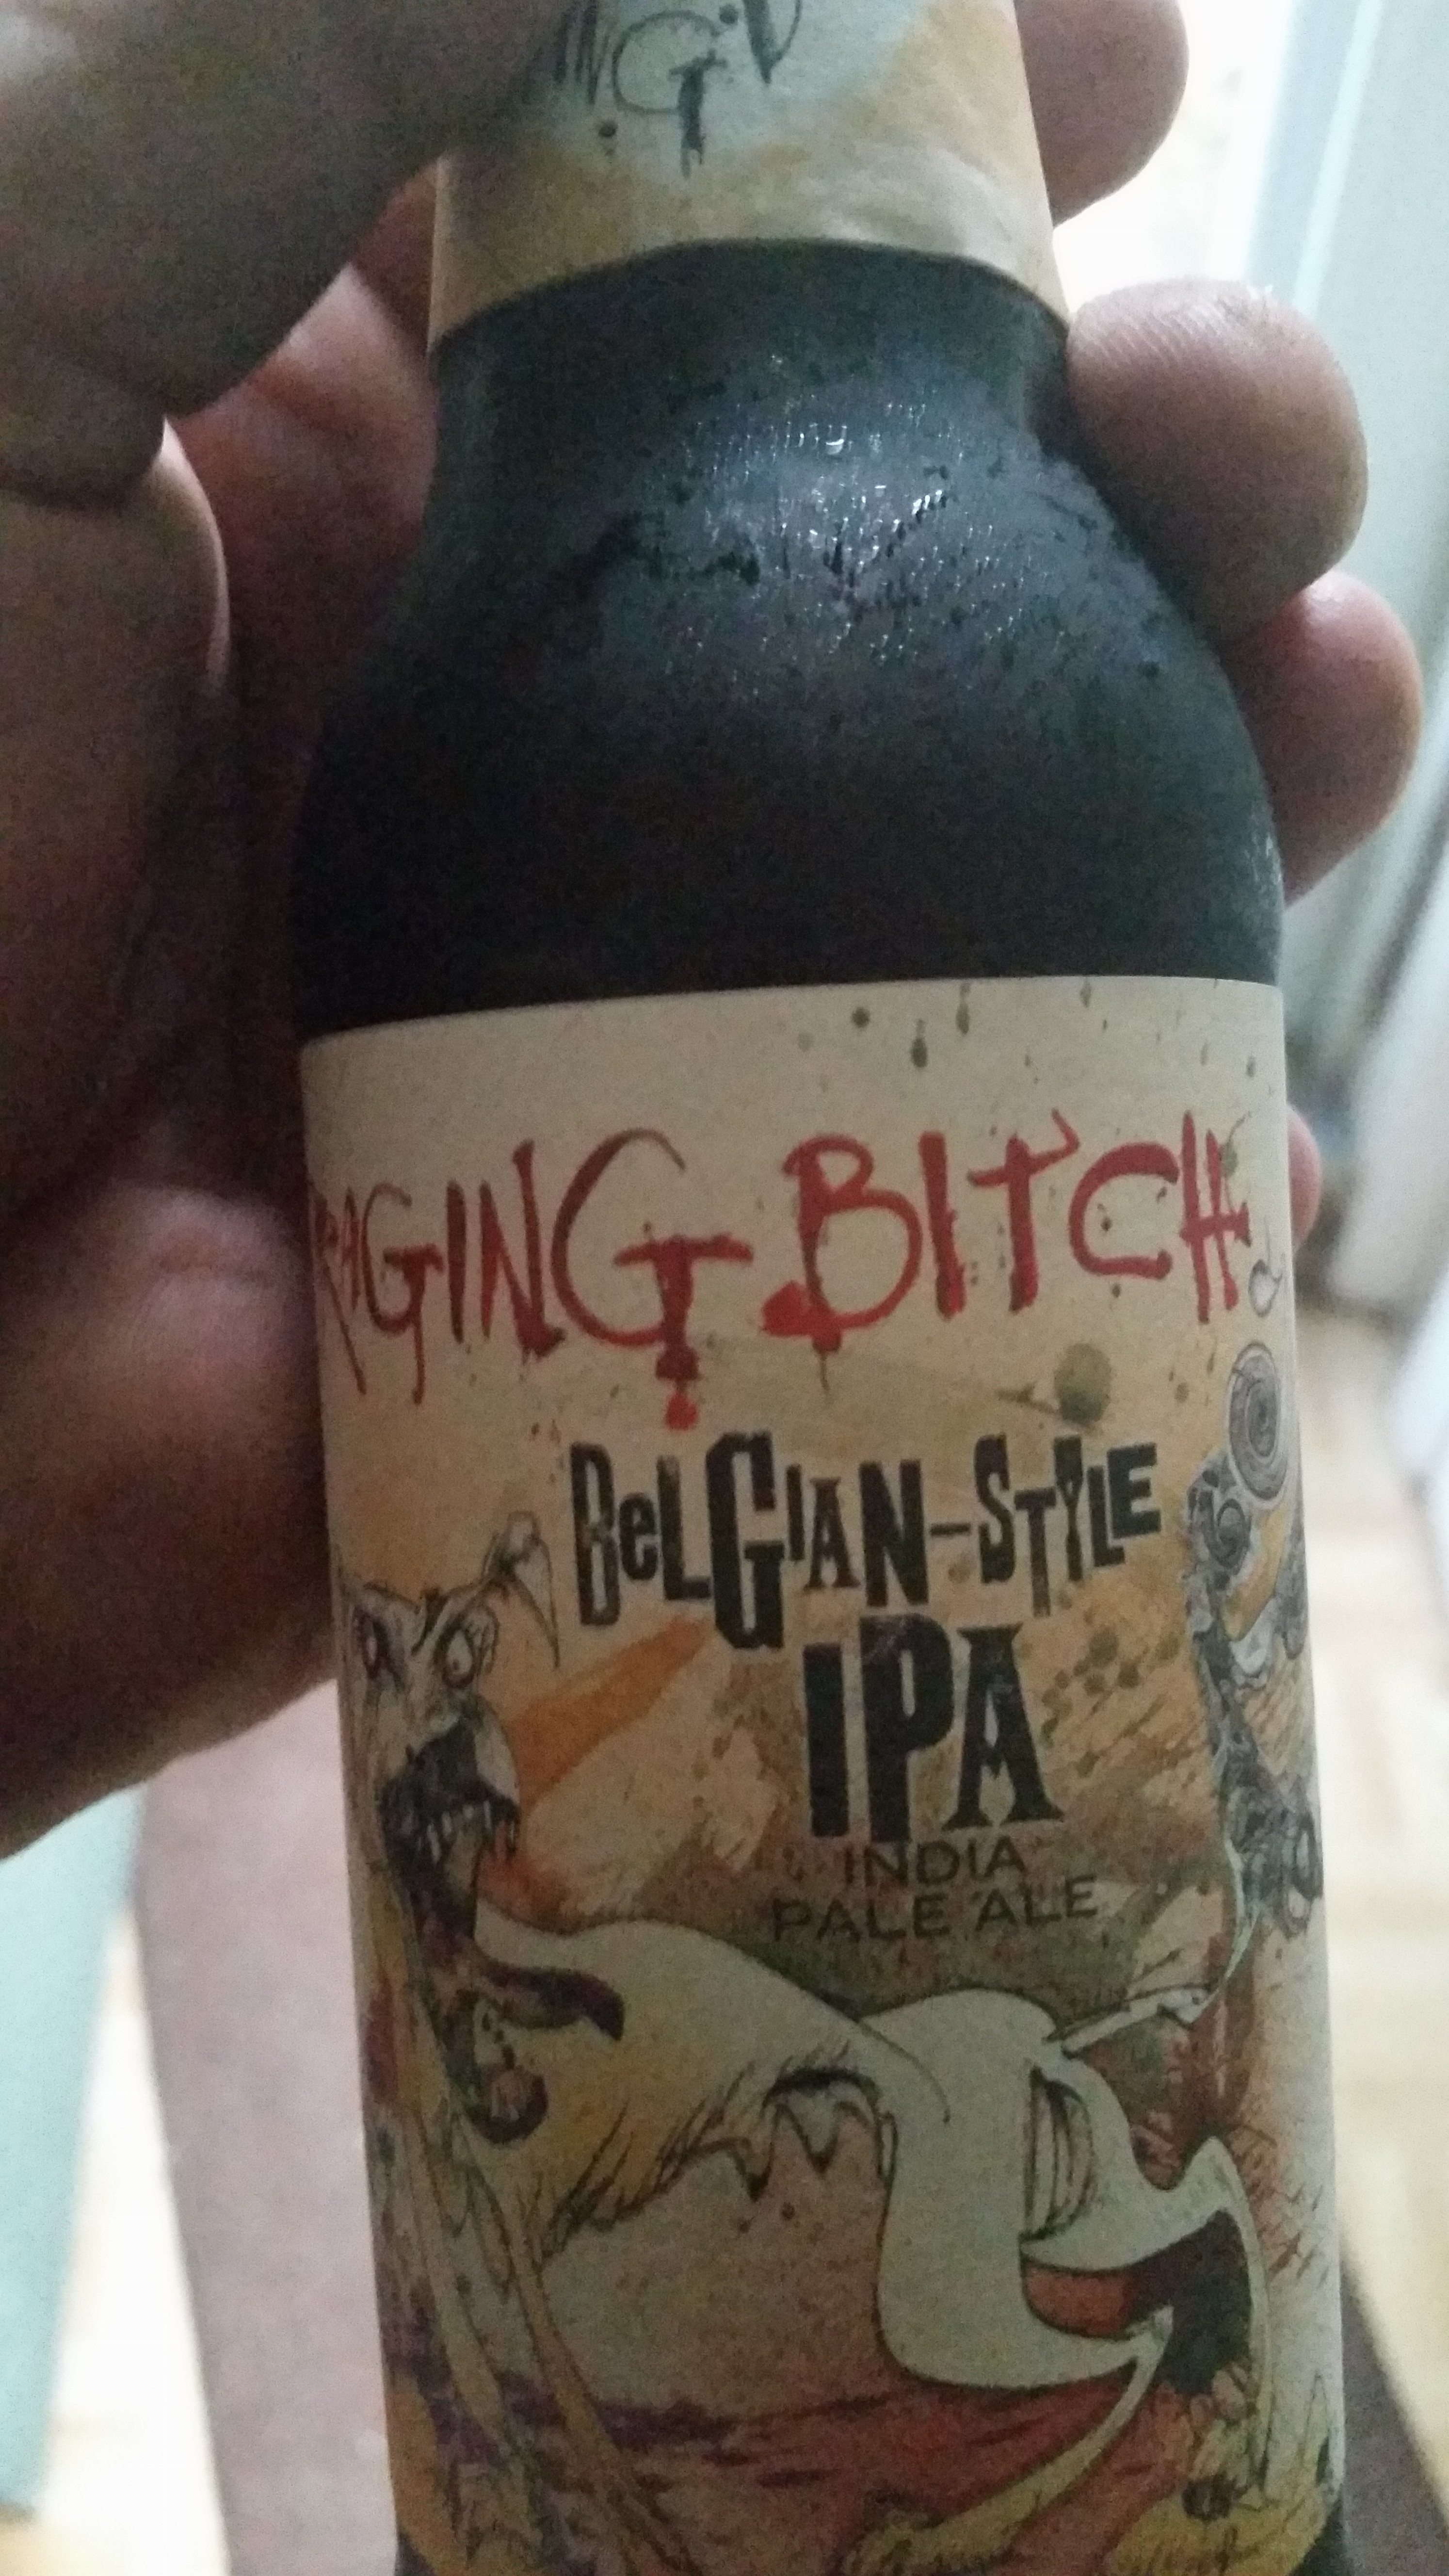 RAGING BITCH
BeLGIAN-STYLE
IPA
INDIA
PALE ALE